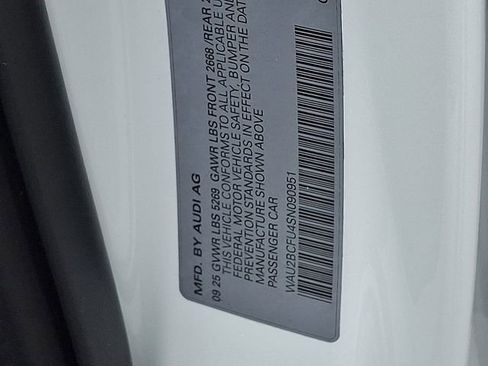 MFD. BY AUDI AG
09 25 GVWR LBS 5269 GAWR LBS FRONT 2668 /REAR
THIS VEHICLE CONFORMS TO ALL APPLICABLE
FEDERAL MOTOR VEHICLE SAFETY, BUMPER AND
PREVENTION STANDARDS IN EFFECT ON THE DATE
MANUFACTURE SHOWN ABOVE
PASSENGER CAR
WAU2BCFU4SN090951